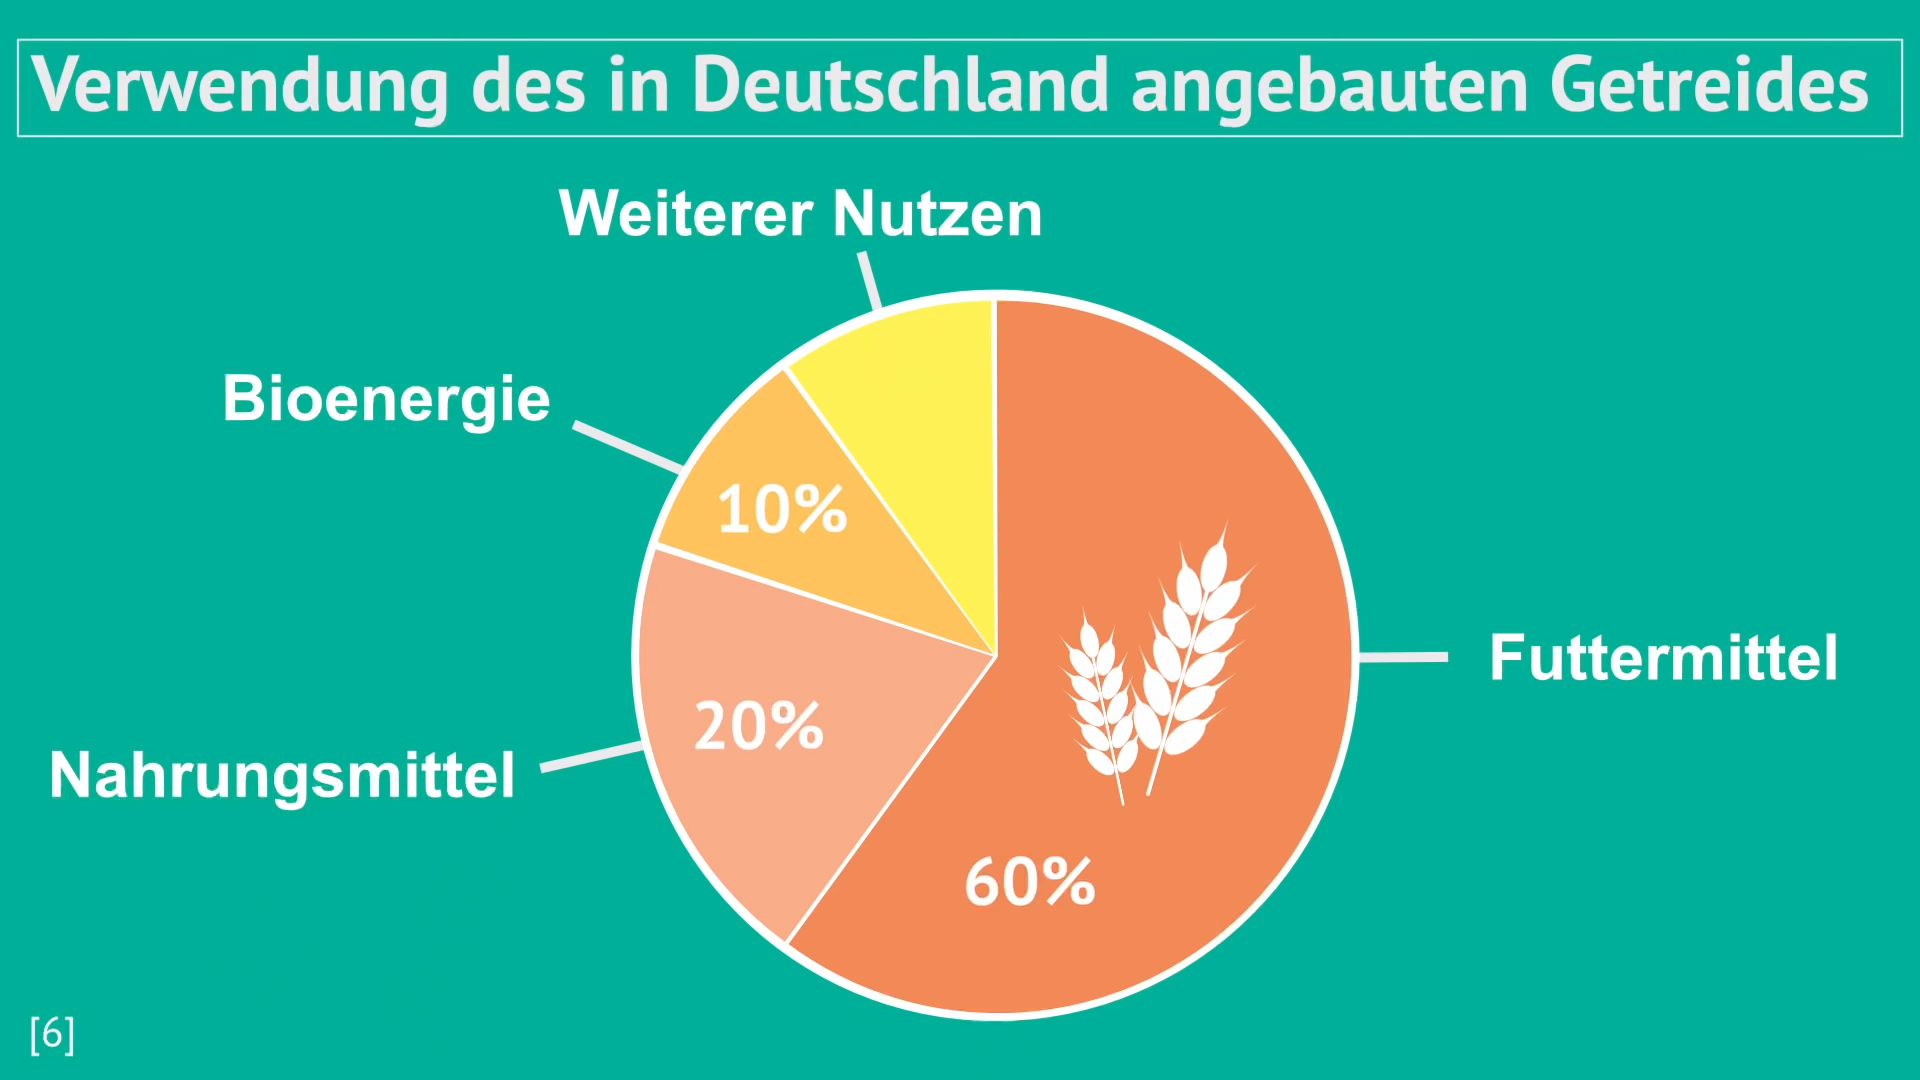 Verwendung des in Deutschland angebauten Getreides
Weiterer Nutzen
Bioenergie
10%
Futtermittel
20%
Nahrungsmittel
60%
[6]